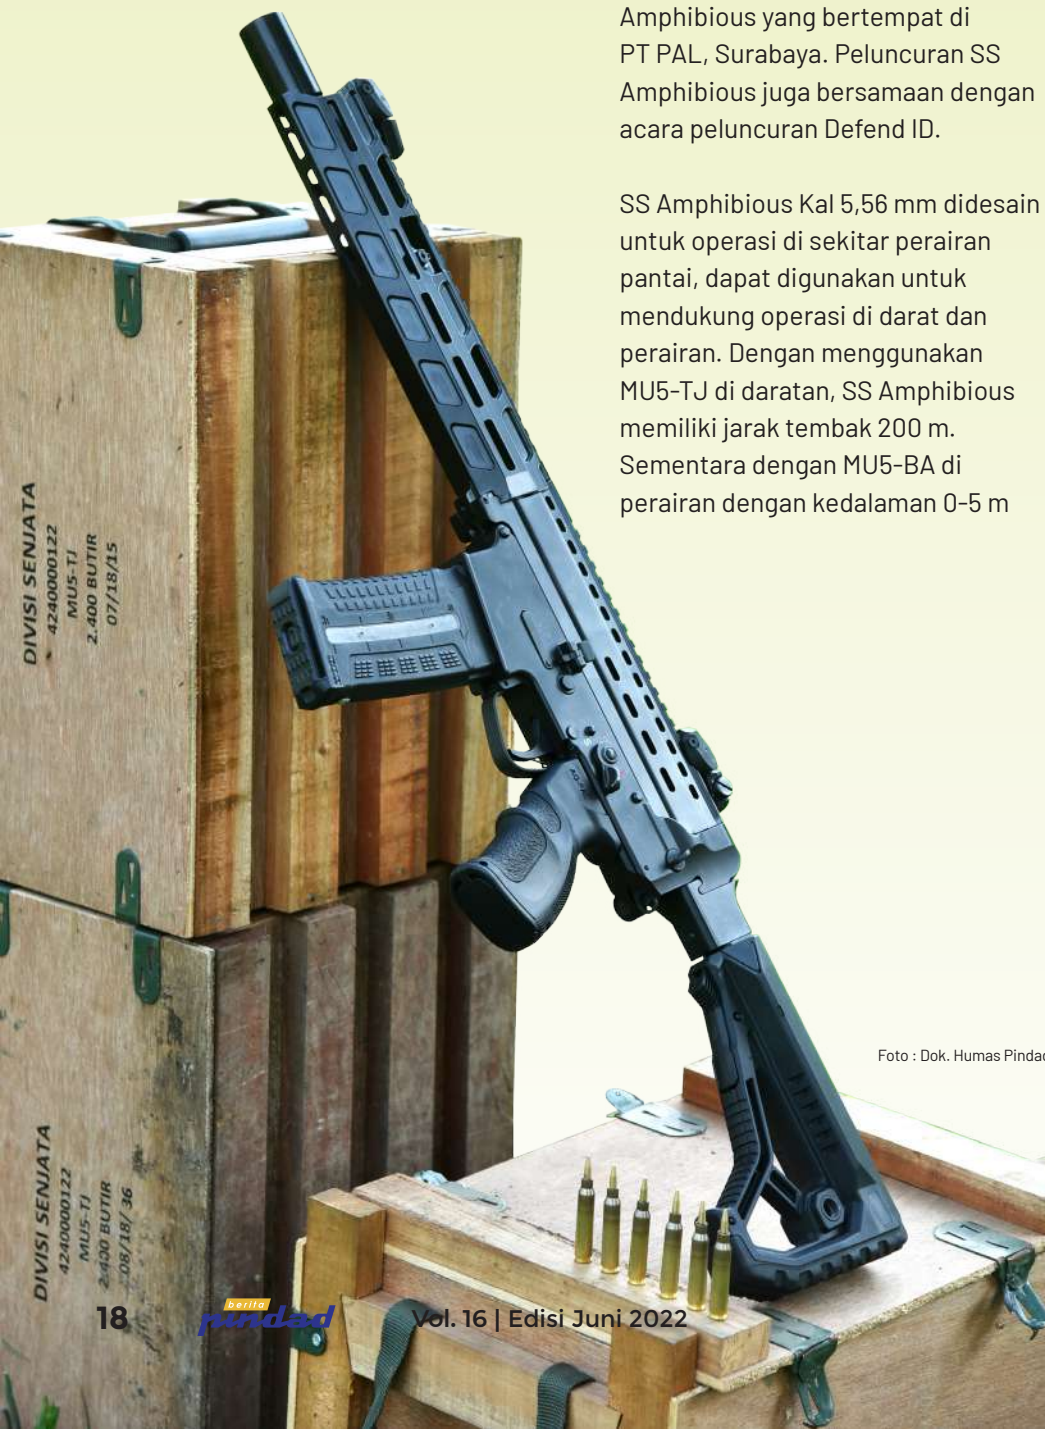 Amphibious yang bertempat di
PT PAL, Surabaya. Peluncuran SS
Amphibious juga bersamaan dengan
acara peluncuran Defend ID.
SS Amphibious Kal 5,56 mm didesain
untuk operasi di sekitar perairan
pantai, dapat digunakan untuk
mendukung operasi di darat dan
perairan. Dengan menggunakan
MU5-TJ di daratan, SS Amphibious
memiliki jarak tembak 200 m.
Sementara dengan MU5-BA di
perairan dengan kedalaman 0-5 m
DIVISI SENJATA
4240000122
MU5-TJ
2.400 BUTIR
07/18/15
Foto : Dok. Humas Pindad
DIVISI SENJATA
4240000122
MU5-TJ
2.400 BUTIR
08/18/ 36
18
berita
pindad
Vol. 16 | Edisi Juni 2022